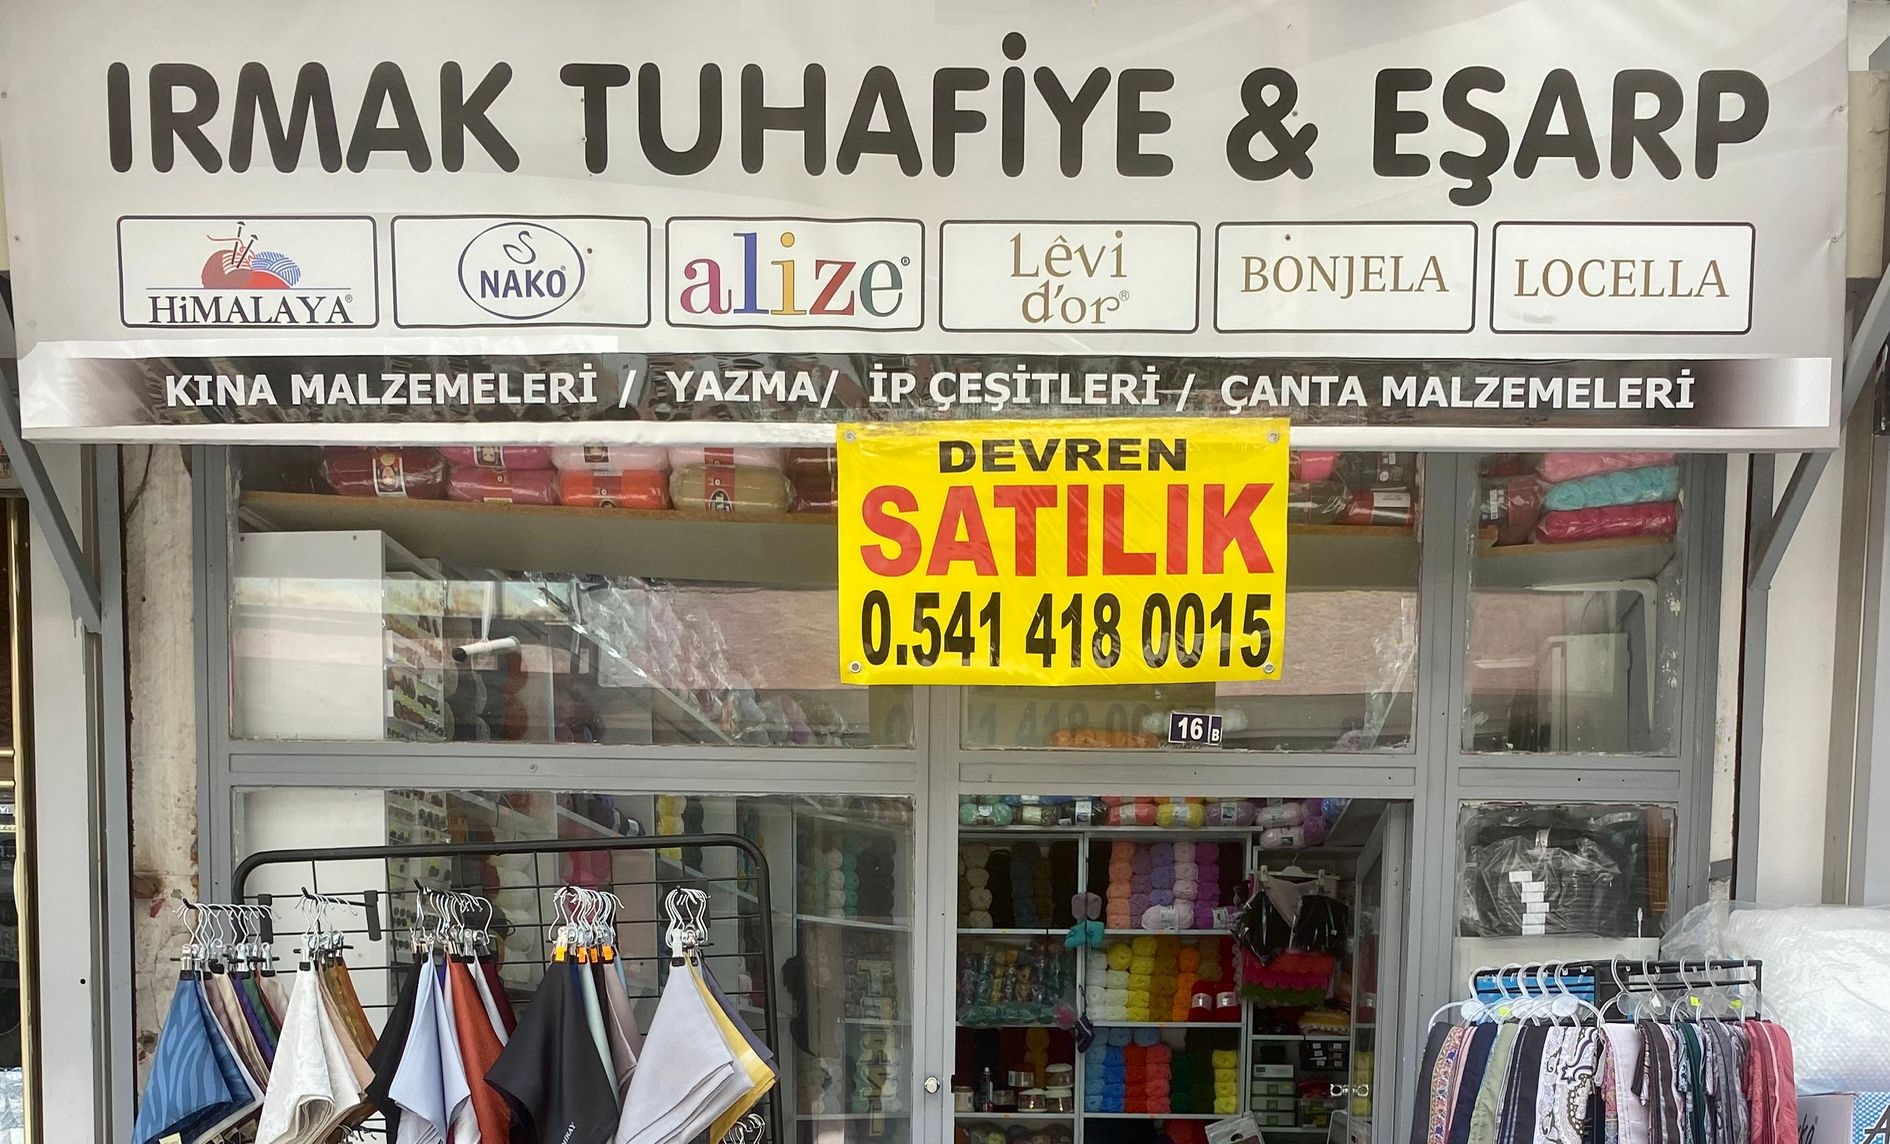 IRMAK TUHAFİYE & EŞARP
HiMALAYA®
NAKO®
alize®
Lêvi
d'or®
BONJELA
LOCELLA
KINA MALZEMELERİ / YAZMA/ İP ÇEŞİTLERİ / ÇANTA MALZEMELERİ
DEVREN
SATILIK
0.541 418 0015
16 B